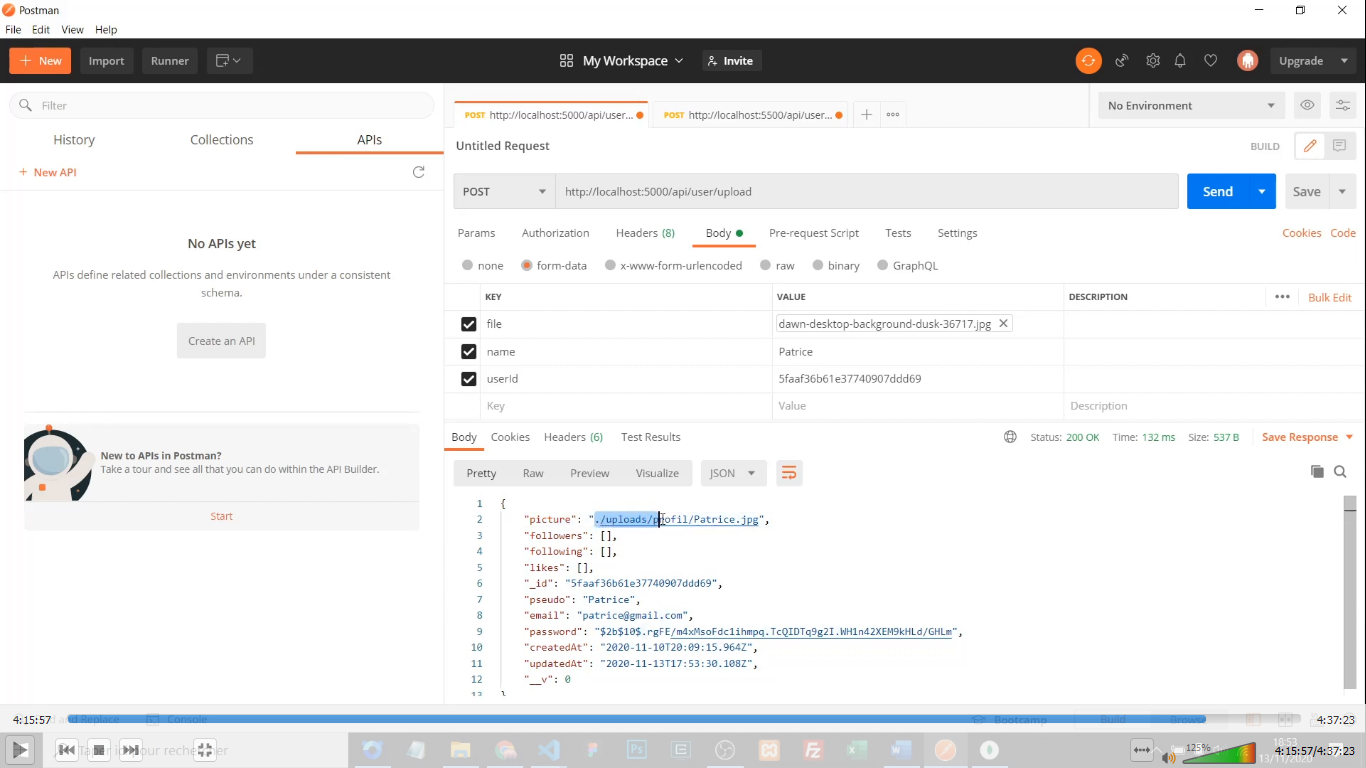 Postman
File Edit View Help
+ New Import Runner My Workspace Invite Upgrade
Filter
History Collections APIs
+ New API
No APIs yet
APIs define related collections and environments under a consistent
schema.
Create an API
New to APIs in Postman?
Take a tour and see all that you can do within the API Builder.
Start
POST http://localhost:5000/api/user... POST http://localhost:5500/api/user... + ••• No Environment
Untitled Request BUILD
POST http://localhost:5000/api/user/upload Send Save
Params Authorization Headers (8) Body Pre-request Script Tests Settings Cookies Code
none form-data x-www-form-urlencoded raw binary GraphQL
KEY VALUE DESCRIPTION ••• Bulk Edit
file dawn-desktop-background-dusk-36717.jpg
name Patrice
userId 5faaf36b61e37740907ddd69
Key Value Description
Body Cookies Headers (6) Test Results Status: 200 OK Time: 132 ms Size: 537 B Save Response
Pretty Raw Preview Visualize JSON
1 {
2 "picture": "./uploads/profil/Patrice.jpg",
3 "followers": [],
4 "following": [],
5 "likes": [],
6 "_id": "5faaf36b61e37740907ddd69",
7 "pseudo": "Patrice",
8 "email": "patrice@gmail.com",
9 "password": "$2b$10$.rgFE/m4xMsoFdc1ihmpq.TcQIDTq9g2I.WH1n42XEM9kHLd/GHLm",
10 "createdAt": "2020-11-10T20:09:15.964Z",
11 "updatedAt": "2020-11-13T17:53:30.108Z",
12 "__v": 0
13 }
4:15:57 and Replace Console Bootcamp Build Browse 4:37:23
Taper ici pour rechercher 125% 18:53
13/11/2020 4:15:57/4:37:23